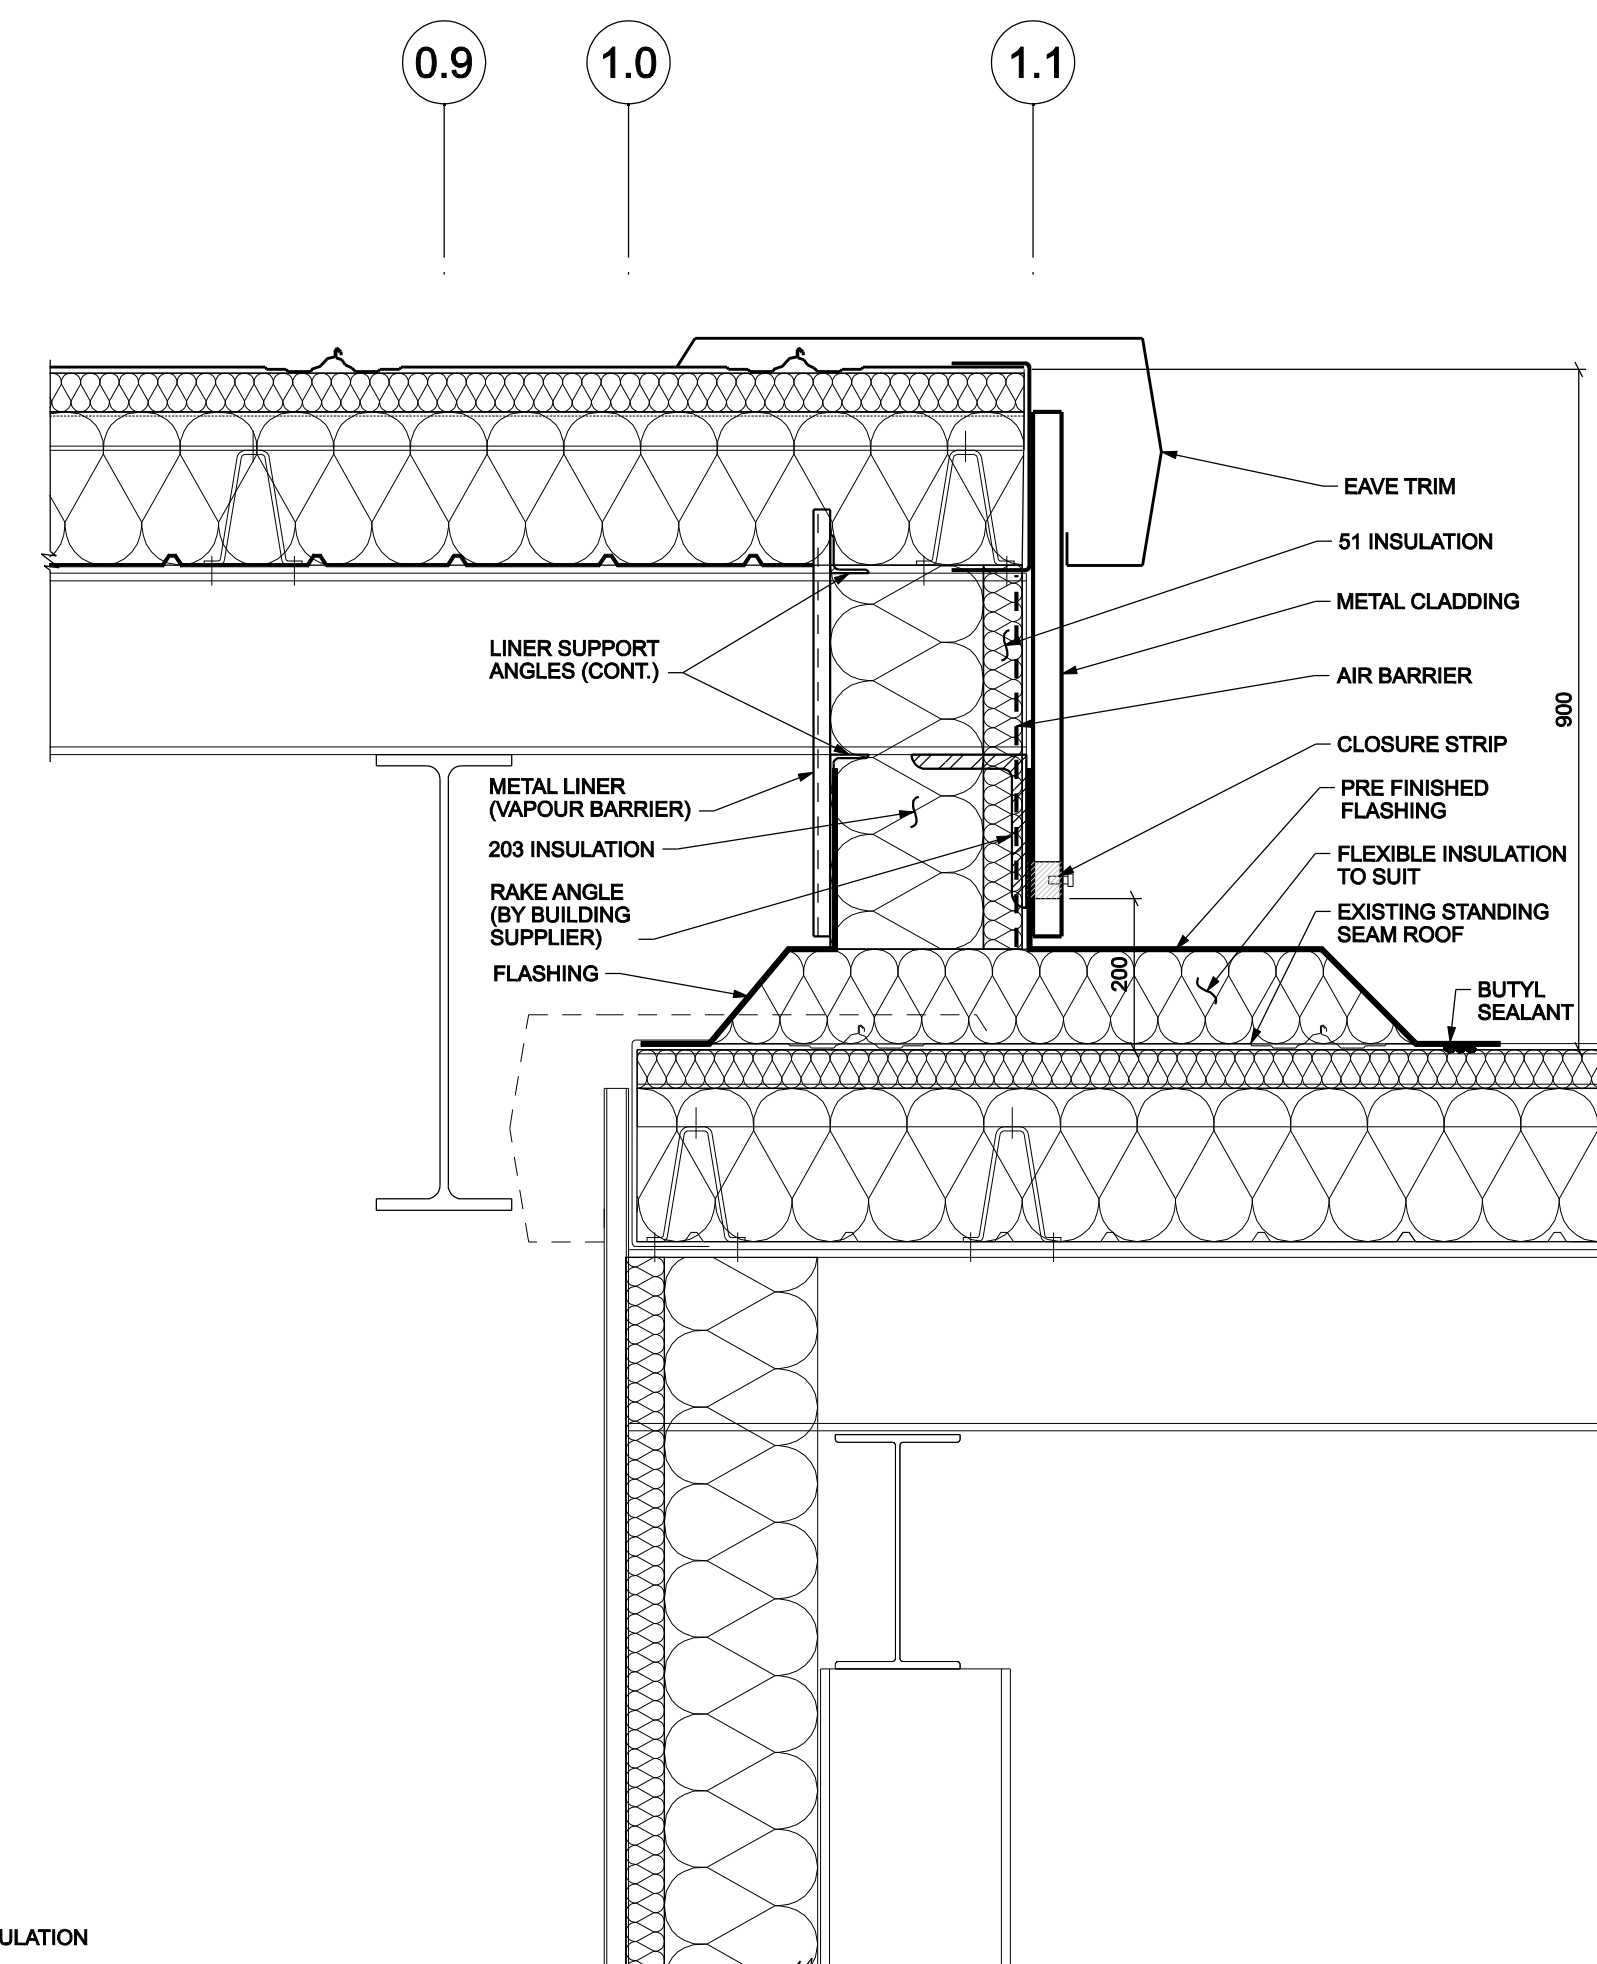 0.9
1.0
1.1
EAVE TRIM
51 INSULATION
METAL CLADDING
AIR BARRIER
CLOSURE STRIP
PRE FINISHED
FLASHING
FLEXIBLE INSULATION
TO SUIT
EXISTING STANDING
SEAM ROOF
BUTYL
SEALANT
900
200
LINER SUPPORT
ANGLES (CONT.)
METAL LINER
(VAPOUR BARRIER)
203 INSULATION
RAKE ANGLE
(BY BUILDING
SUPPLIER)
FLASHING
ULATION